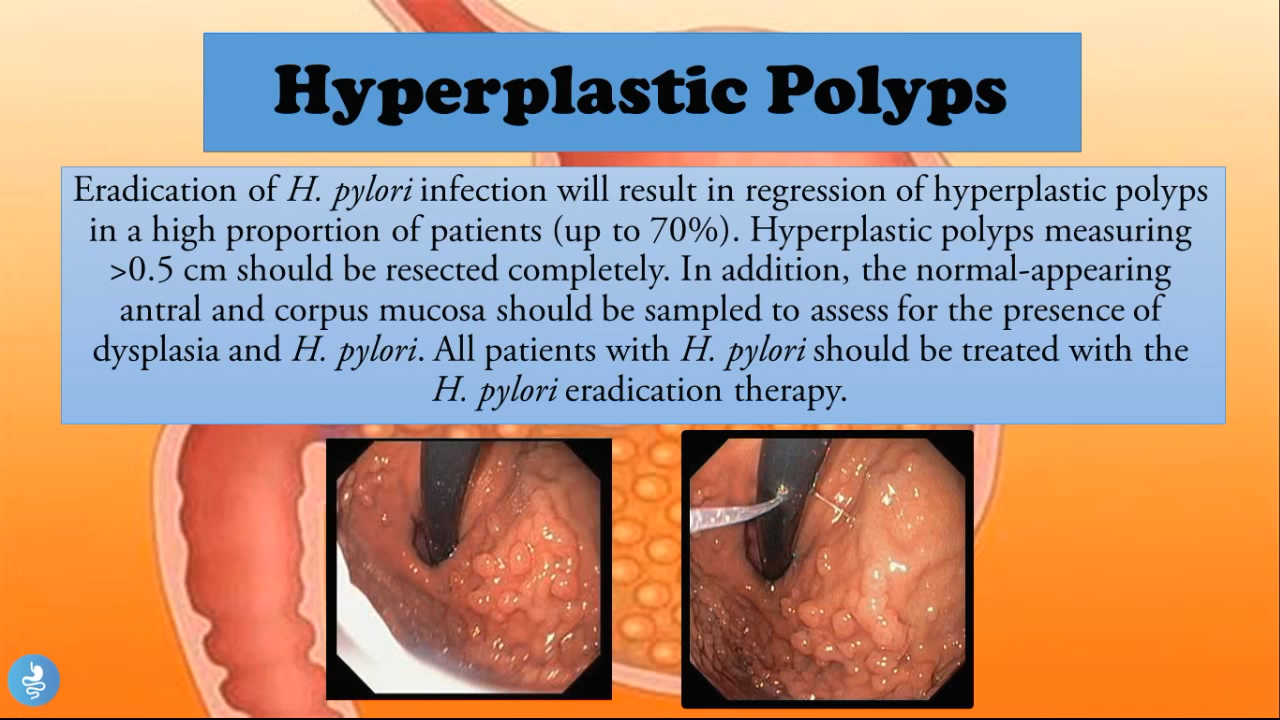 Hyperplastic Polyps
Eradication of H. pylori infection will result in regression of hyperplastic polyps
in a high proportion of patients (up to 70%). Hyperplastic polyps measuring
>0.5 cm should be resected completely. In addition, the normal-appearing
antral and corpus mucosa should be sampled to assess for the presence of
dysplasia and H. pylori. All patients with H. pylori should be treated with the
H. pylori eradication therapy.